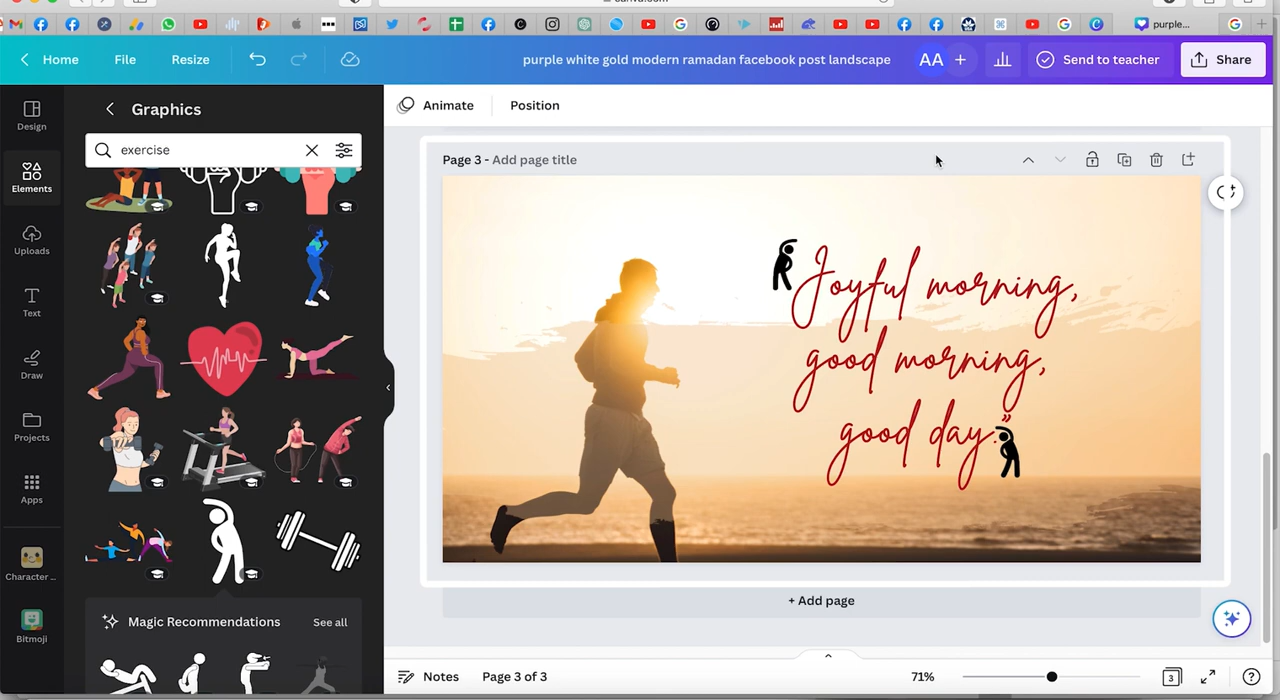 Home
File
Resize
purple white gold modern ramadan facebook post landscape
AA
+
Send to teacher
Share
purple...
Design
Elements
Uploads
Text
Draw
Projects
Apps
Character ...
Bitmoji
Graphics
exercise
Magic Recommendations
See all
Animate
Position
Page 3 - Add page title
Joyful morning,
good morning,
good day."
+ Add page
Notes
Page 3 of 3
71%
3